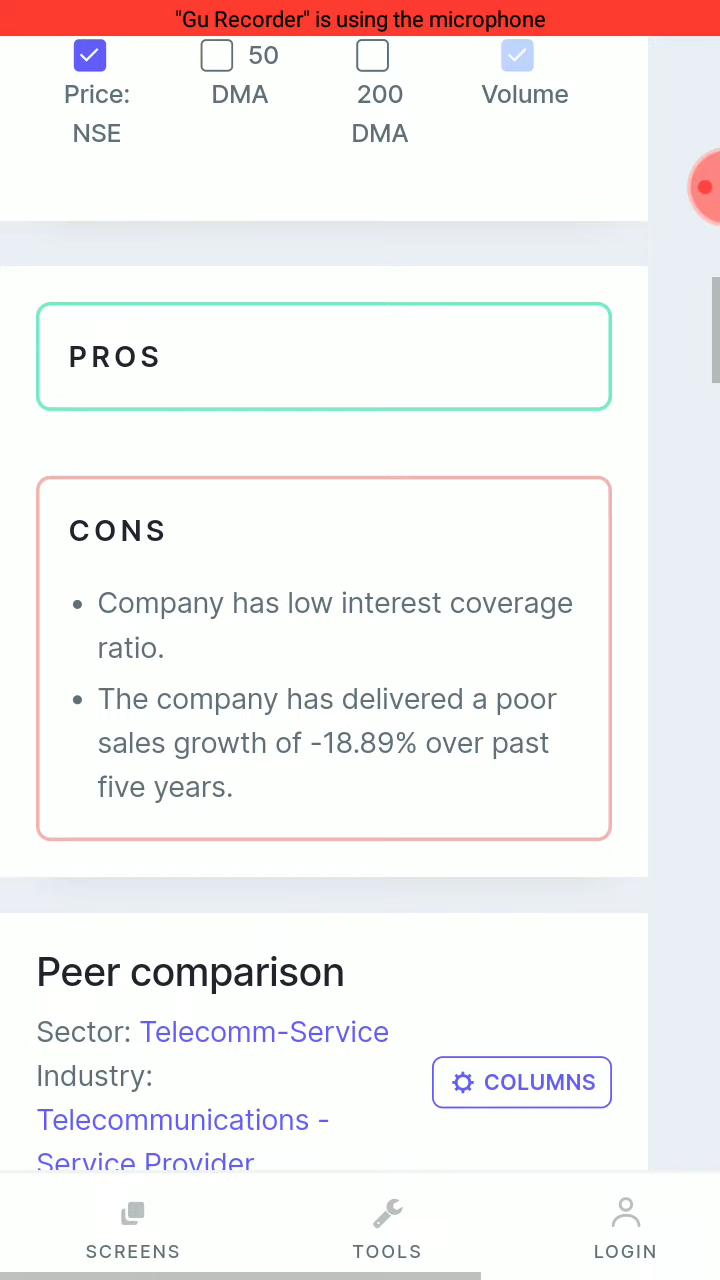 "Gu Recorder" is using the microphone
Price: NSE
50 DMA
200 DMA
Volume
PROS
CONS
• Company has low interest coverage
ratio.
• The company has delivered a poor
sales growth of -18.89% over past
five years.
Peer comparison
Sector: Telecomm-Service
Industry:
Telecommunications -
Service Provider
COLUMNS
SCREENS
TOOLS
LOGIN